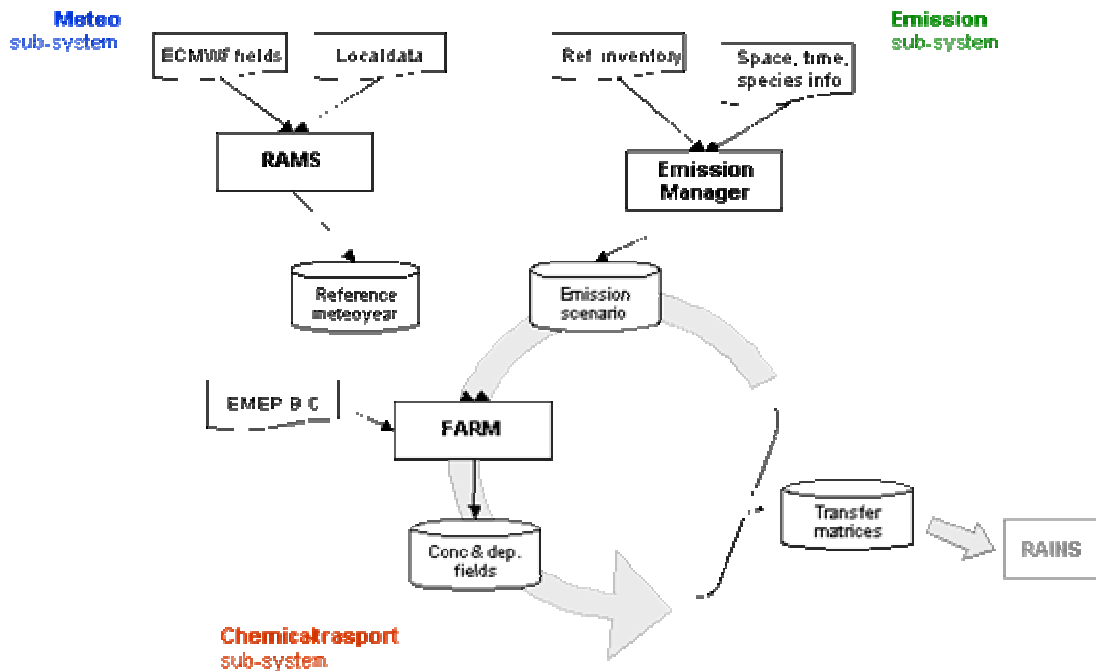 Meteo
sub-system
Emission
sub-system
ECMWF fields
Localdata
Ref inventory
Space, time,
species info
RAMS
Emission
Manager
Reference
meteoyear
Emission
scenario
EMEP B C
FARM
Transfer
matrices
Conc & dep.
fields
RAINS
Chemicaltrasport
sub-system